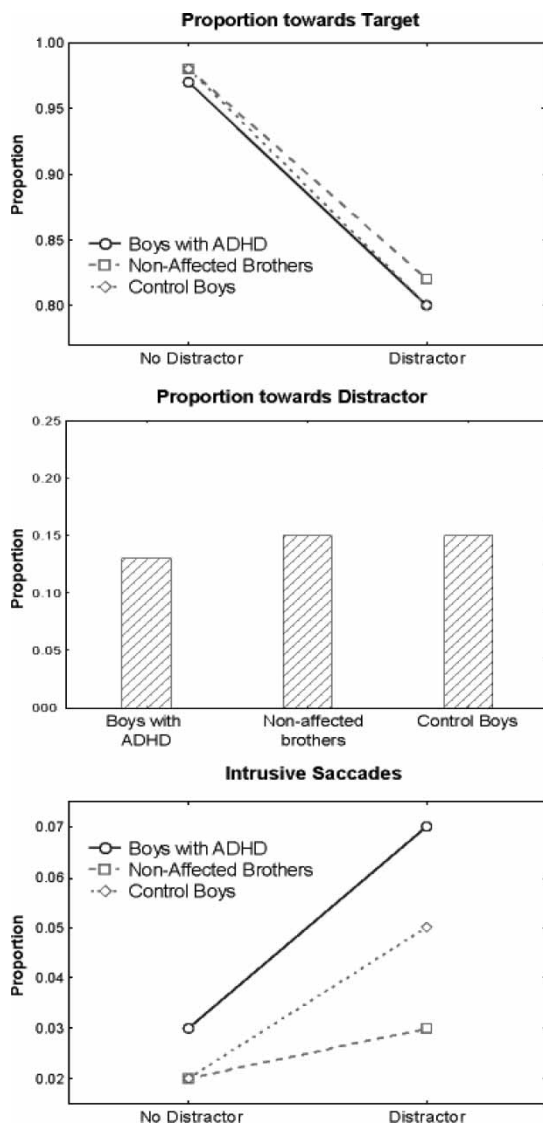 Proportion towards Target
1.00
0.95
0.90
0.85
0.80
Proportion
Boys with ADHD
Non-Affected Brothers
Control Boys
No Distractor
Distractor
Proportion towards Distractor
0.25
0.20
0.15
0.10
0.05
000
Proportion
Boys with
ADHD
Non-affected
brothers
Control Boys
Intrusive Saccades
0.07
0.06
0.05
0.04
0.03
0.02
Proportion
Boys with ADHD
Non-Affected Brothers
Control Boys
No Distractor
Distractor